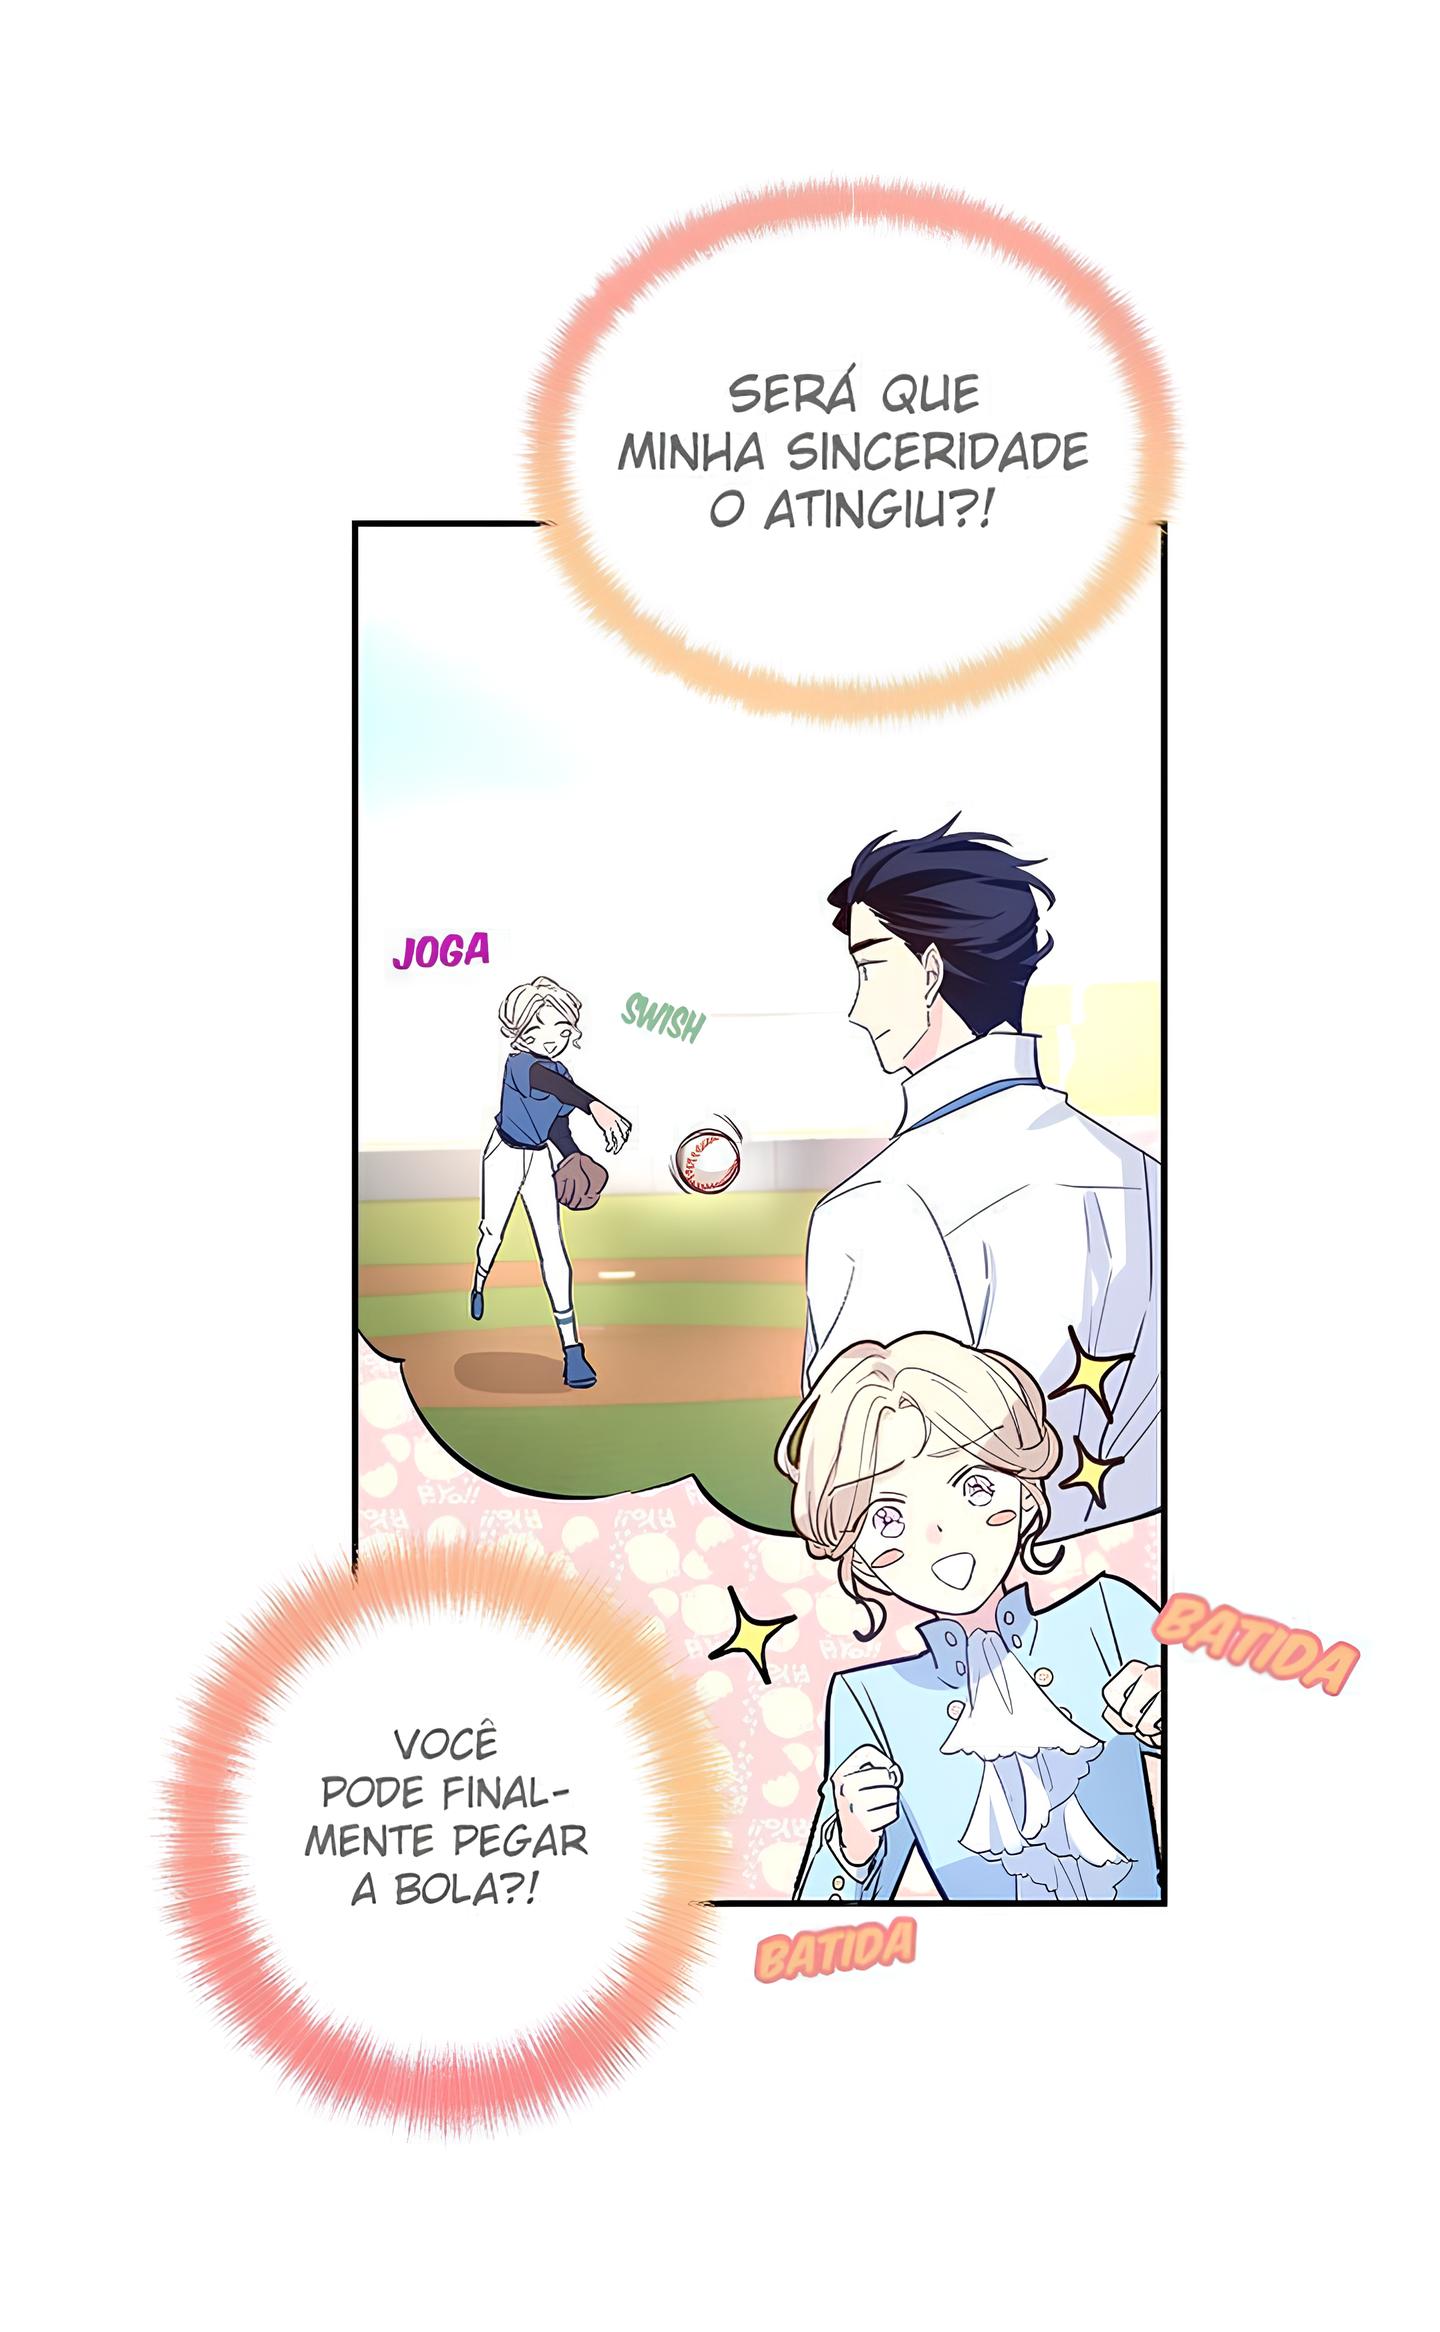 SERÁ QUE
MINHA SINCERIDADE
O ATINGIU?!
JOGA
SWISH
BATIDA
VOCÊ
PODE FINAL-
MENTE PEGAR
A BOLA?!
BATIDA